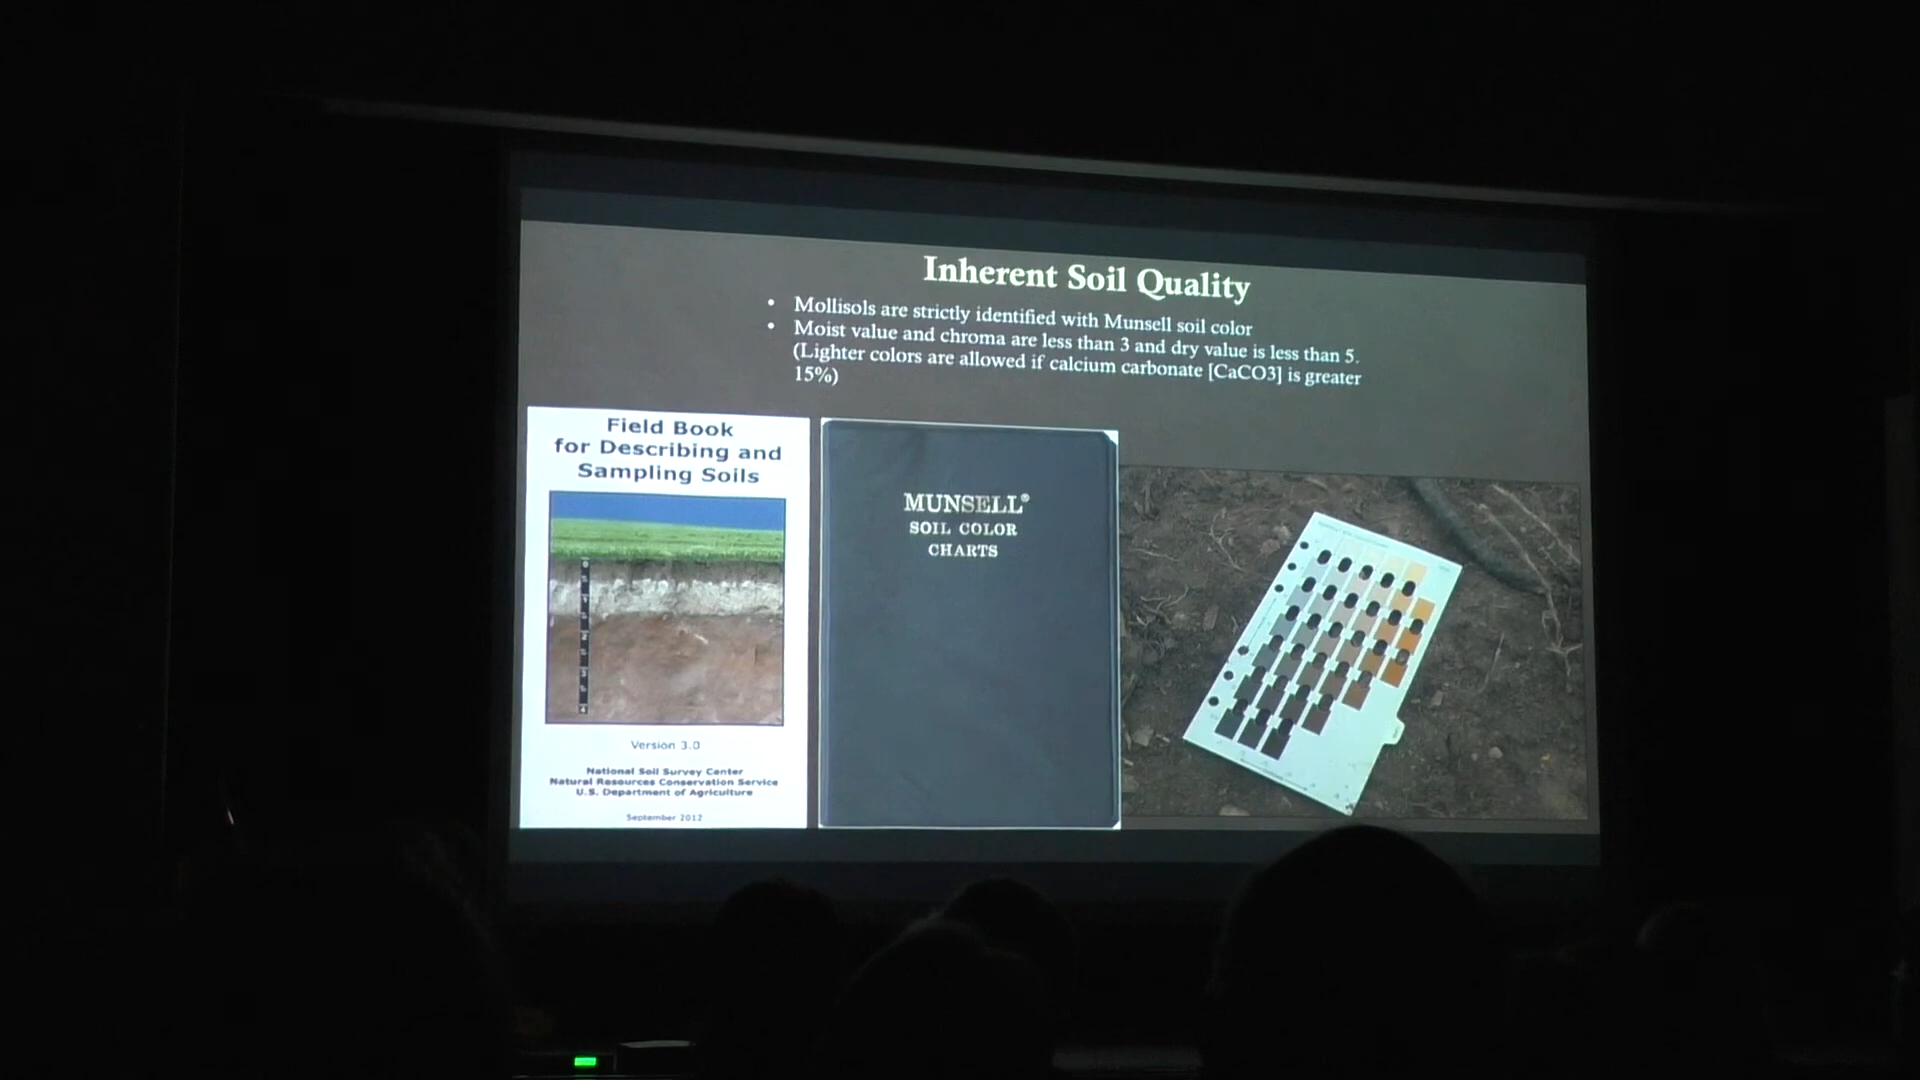 Inherent Soil Quality
• Mollisols are strictly identified with Munsell soil color
• Moist value and chroma are less than 3 and dry value is less than 5.
(Lighter colors are allowed if calcium carbonate [CaCO3] is greater
15%)
Field Book
for Describing and
Sampling Soils
Version 3.0
National Soil Survey Center
Natural Resources Conservation Service
U.S. Department of Agriculture
September 2012
MUNSELL®
SOIL COLOR
CHARTS